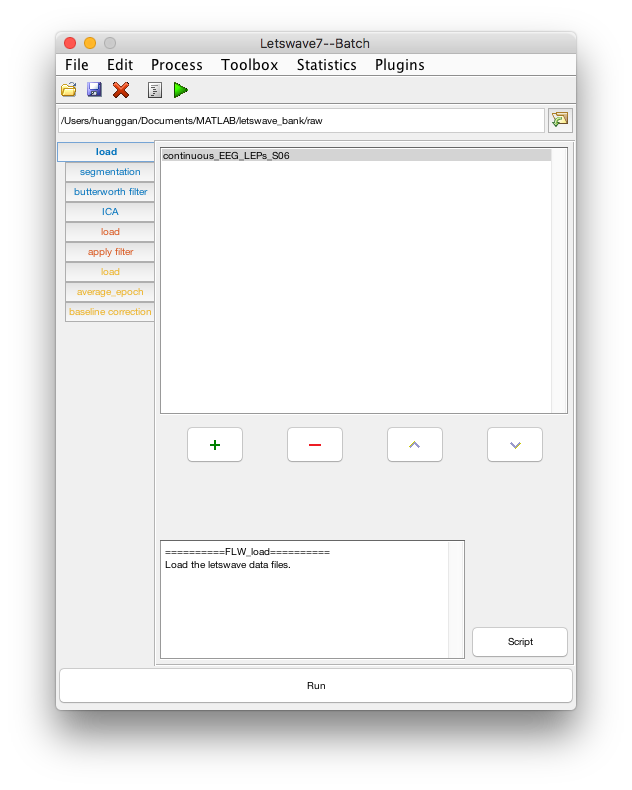 Letswave7--Batch
File Edit Process Toolbox Statistics Plugins
/Users/huanggan/Documents/MATLAB/letswave_bank/raw
load
segmentation
butterworth filter
ICA
load
apply filter
load
average_epoch
baseline correction
continuous_EEG_LEPs_S06
==========FLW_load==========
Load the letswave data files.
Script
Run